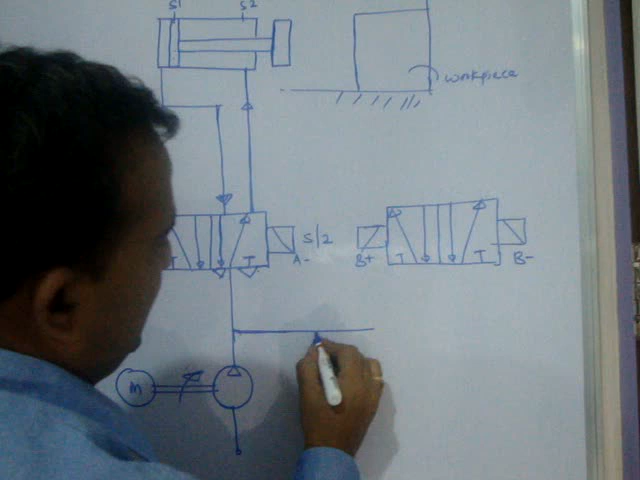 S1
S2
workpiece
S/2
A-
B+
B-
M